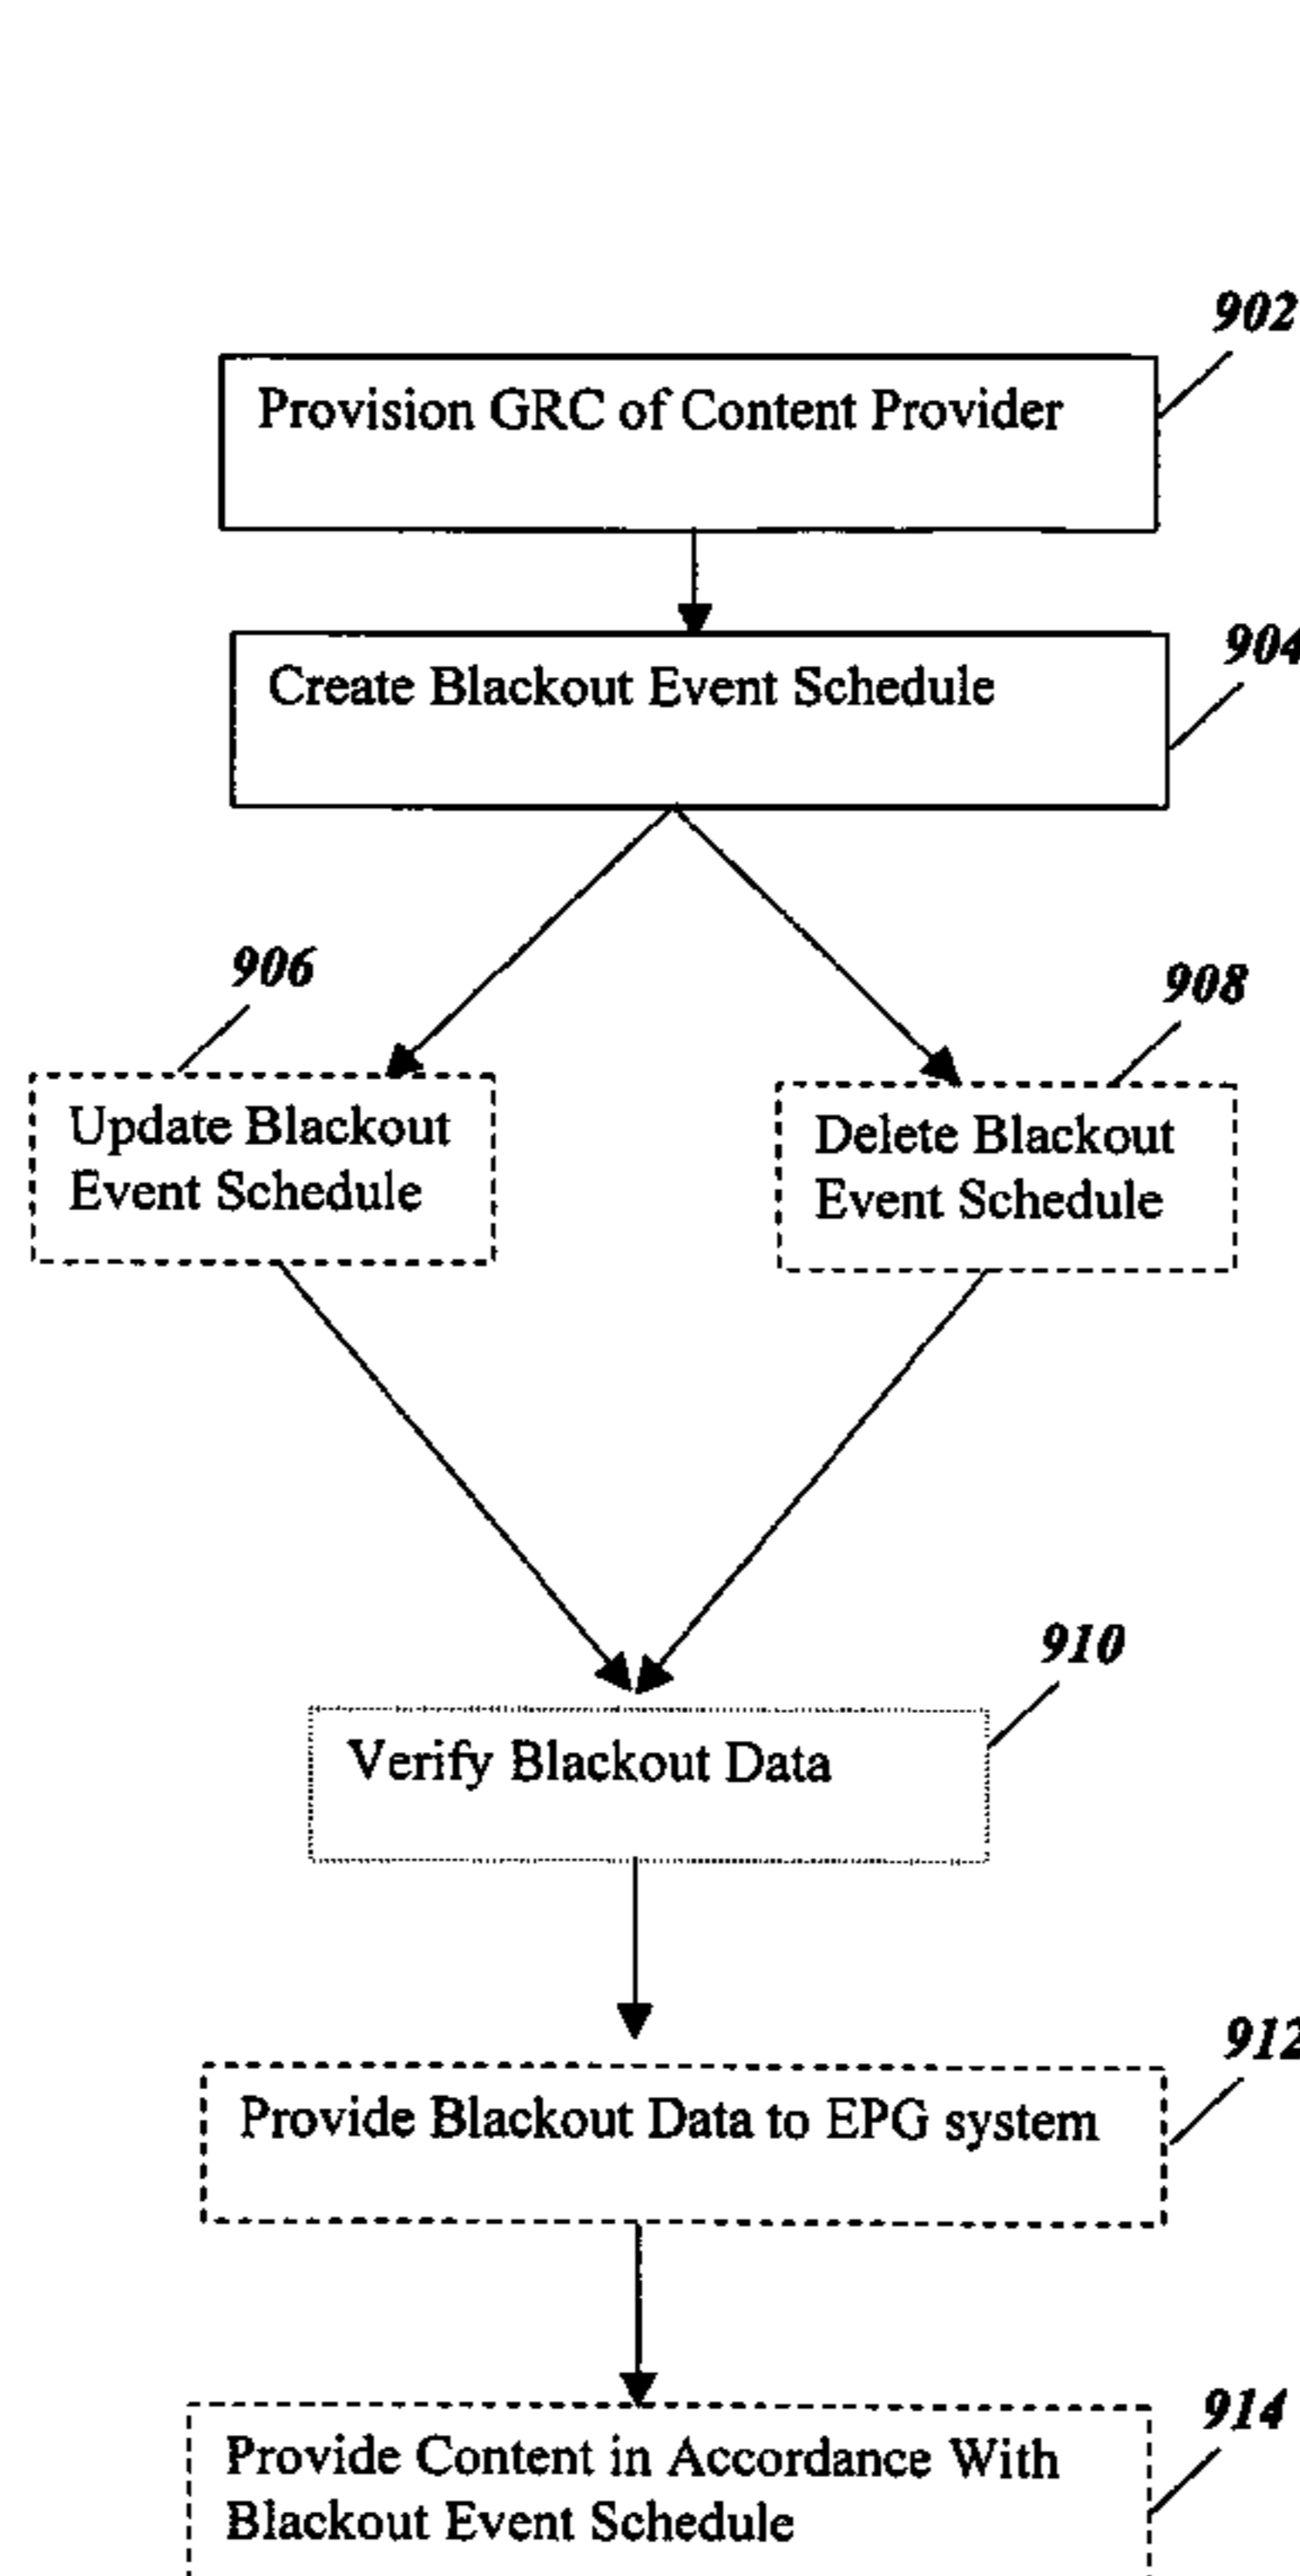 902
Provision GRC of Content Provider
904
Create Blackout Event Schedule
906
908
Update Blackout
Event Schedule
Delete Blackout
Event Schedule
910
Verify Blackout Data
912
Provide Blackout Data to EPG system
914
Provide Content in Accordance With
Blackout Event Schedule